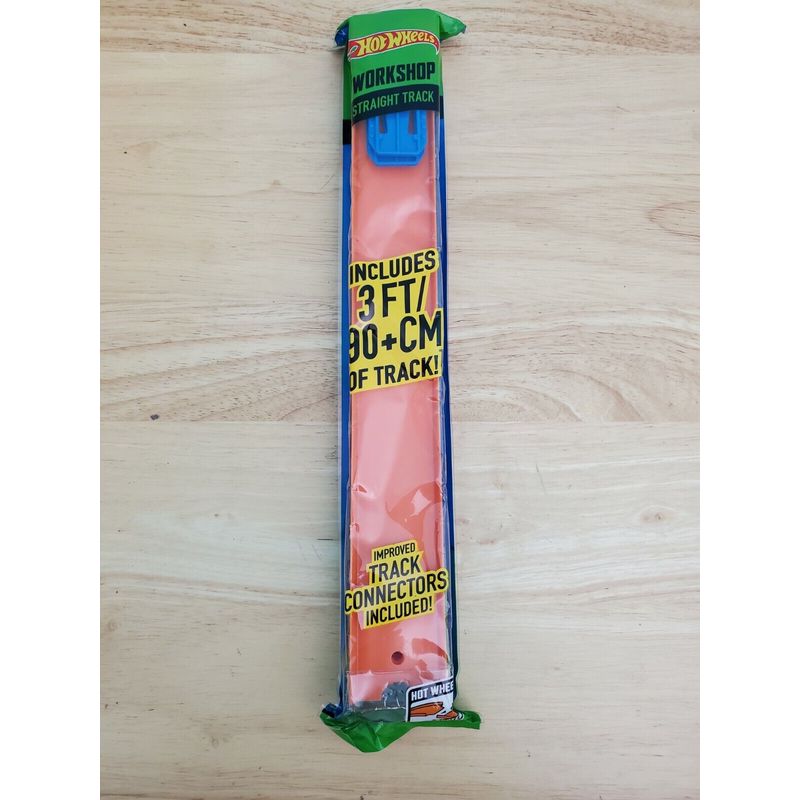 HOT WHEELS
WORKSHOP
STRAIGHT TRACK
INCLUDES
3 FT/
90+CM
OF TRACK!
IMPROVED
TRACK
CONNECTORS
INCLUDED!
HOT WHEE